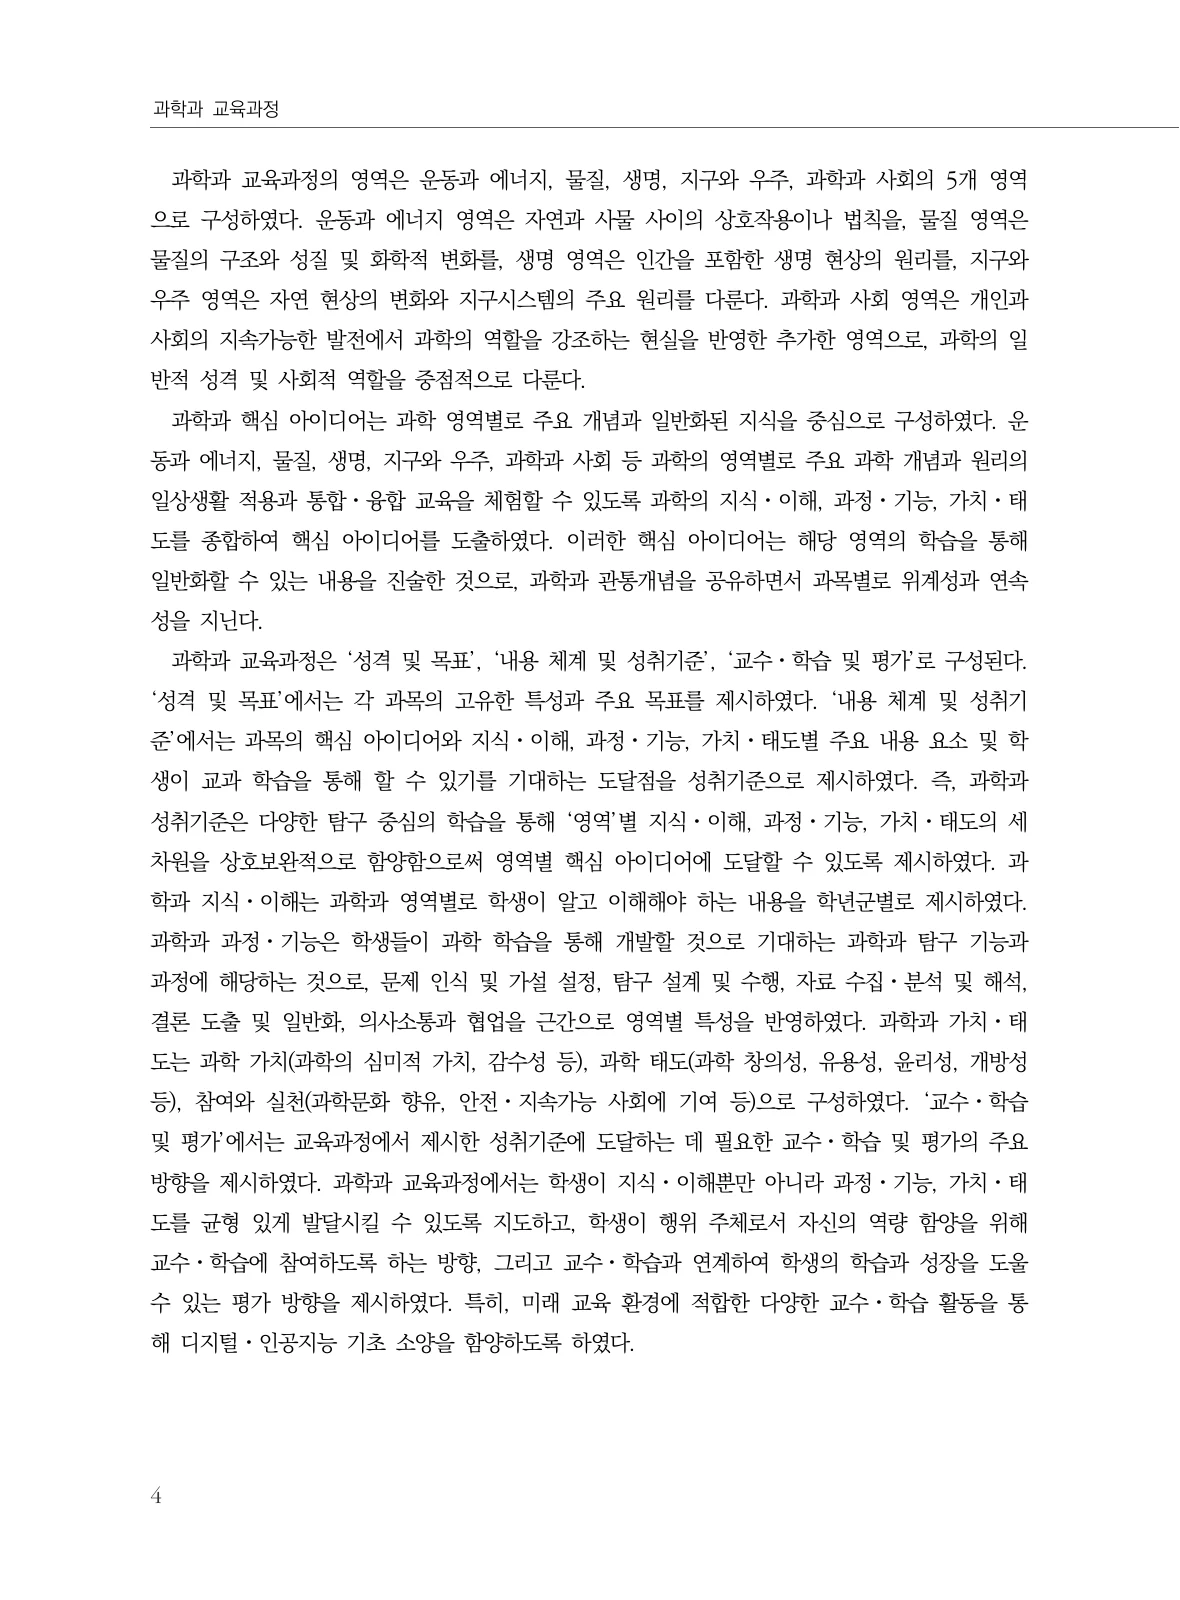 과학과 교육과정
과학과 교육과정의 영역은 운동과 에너지, 물질, 생명, 지구와 우주, 과학과 사회의 5개 영역
으로 구성하였다. 운동과 에너지 영역은 자연과 사물 사이의 상호작용이나 법칙을, 물질 영역은
물질의 구조와 성질 및 화학적 변화를, 생명 영역은 인간을 포함한 생명 현상의 원리를, 지구와
우주 영역은 자연 현상의 변화와 지구시스템의 주요 원리를 다룬다. 과학과 사회 영역은 개인과
사회의 지속가능한 발전에서 과학의 역할을 강조하는 현실을 반영한 추가한 영역으로, 과학의 일
반적 성격 및 사회적 역할을 중점적으로 다룬다.
과학과 핵심 아이디어는 과학 영역별로 주요 개념과 일반화된 지식을 중심으로 구성하였다. 운
동과 에너지, 물질, 생명, 지구와 우주, 과학과 사회 등 과학의 영역별로 주요 과학 개념과 원리의
일상생활 적용과 통합·융합 교육을 체험할 수 있도록 과학의 지식·이해, 과정·기능, 가치·태
도를 종합하여 핵심 아이디어를 도출하였다. 이러한 핵심 아이디어는 해당 영역의 학습을 통해
일반화할 수 있는 내용을 진술한 것으로, 과학과 관통개념을 공유하면서 과목별로 위계성과 연속
성을 지닌다.
과학과 교육과정은 ‘성격 및 목표’, ‘내용 체계 및 성취기준’, ‘교수·학습 및 평가’로 구성된다.
‘성격 및 목표’에서는 각 과목의 고유한 특성과 주요 목표를 제시하였다. ‘내용 체계 및 성취기
준’에서는 과목의 핵심 아이디어와 지식·이해, 과정·기능, 가치·태도별 주요 내용 요소 및 학
생이 교과 학습을 통해 할 수 있기를 기대하는 도달점을 성취기준으로 제시하였다. 즉, 과학과
성취기준은 다양한 탐구 중심의 학습을 통해 ‘영역’별 지식·이해, 과정·기능, 가치·태도의 세
차원을 상호보완적으로 함양함으로써 영역별 핵심 아이디어에 도달할 수 있도록 제시하였다. 과
학과 지식·이해는 과학과 영역별로 학생이 알고 이해해야 하는 내용을 학년군별로 제시하였다.
과학과 과정·기능은 학생들이 과학 학습을 통해 개발할 것으로 기대하는 과학과 탐구 기능과
과정에 해당하는 것으로, 문제 인식 및 가설 설정, 탐구 설계 및 수행, 자료 수집·분석 및 해석,
결론 도출 및 일반화, 의사소통과 협업을 근간으로 영역별 특성을 반영하였다. 과학과 가치·태
도는 과학 가치(과학의 심미적 가치, 감수성 등), 과학 태도(과학 창의성, 유용성, 윤리성, 개방성
등), 참여와 실천(과학문화 향유, 안전·지속가능 사회에 기여 등)으로 구성하였다. ‘교수·학습
및 평가’에서는 교육과정에서 제시한 성취기준에 도달하는 데 필요한 교수·학습 및 평가의 주요
방향을 제시하였다. 과학과 교육과정에서는 학생이 지식·이해뿐만 아니라 과정·기능, 가치·태
도를 균형 있게 발달시킬 수 있도록 지도하고, 학생이 행위 주체로서 자신의 역량 함양을 위해
교수·학습에 참여하도록 하는 방향, 그리고 교수·학습과 연계하여 학생의 학습과 성장을 도울
수 있는 평가 방향을 제시하였다. 특히, 미래 교육 환경에 적합한 다양한 교수·학습 활동을 통
해 디지털·인공지능 기초 소양을 함양하도록 하였다.
4